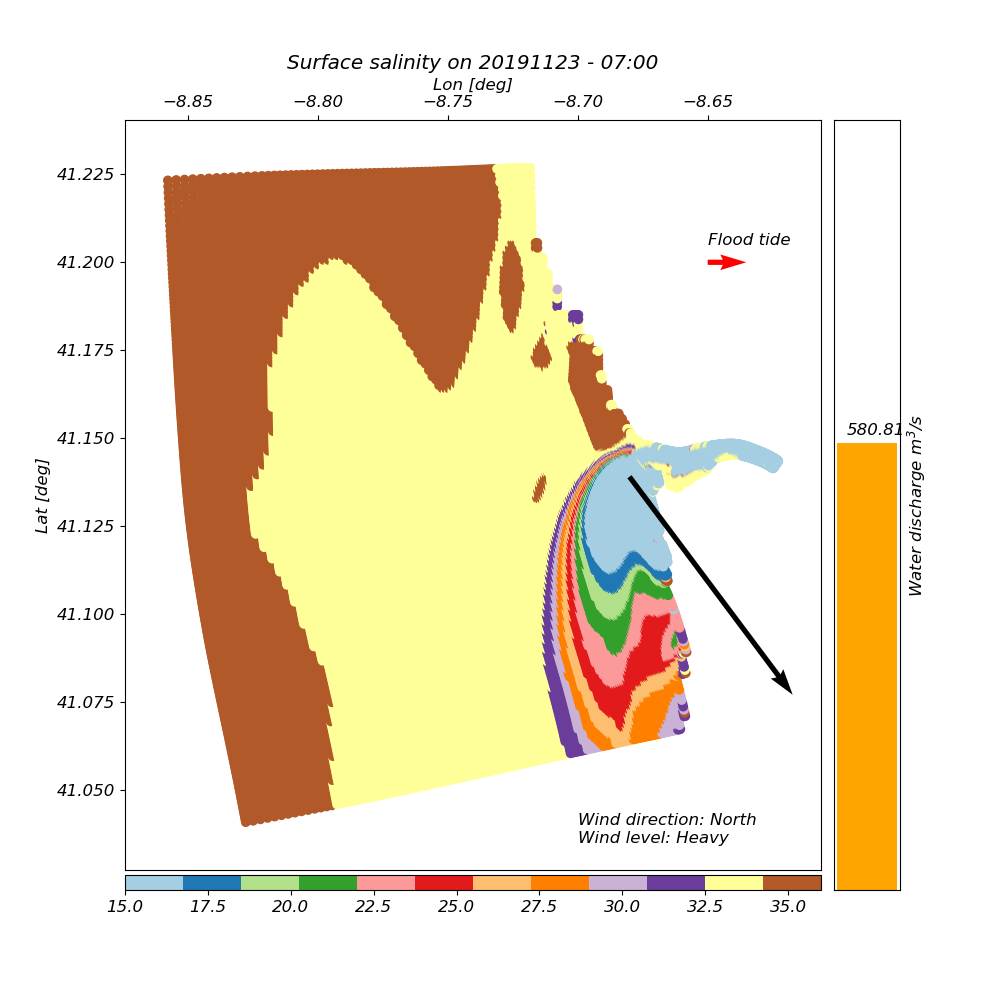 Surface salinity on 20191123 - 07:00
Lon [deg]
−8.85 −8.80 −8.75 −8.70 −8.65
41.225
Flood tide
41.200
41.175
41.150
580.81
Water discharge m³/s
Lat [deg]
41.125
41.100
41.075
41.050
Wind direction: North
Wind level: Heavy
15.0 17.5 20.0 22.5 25.0 27.5 30.0 32.5 35.0